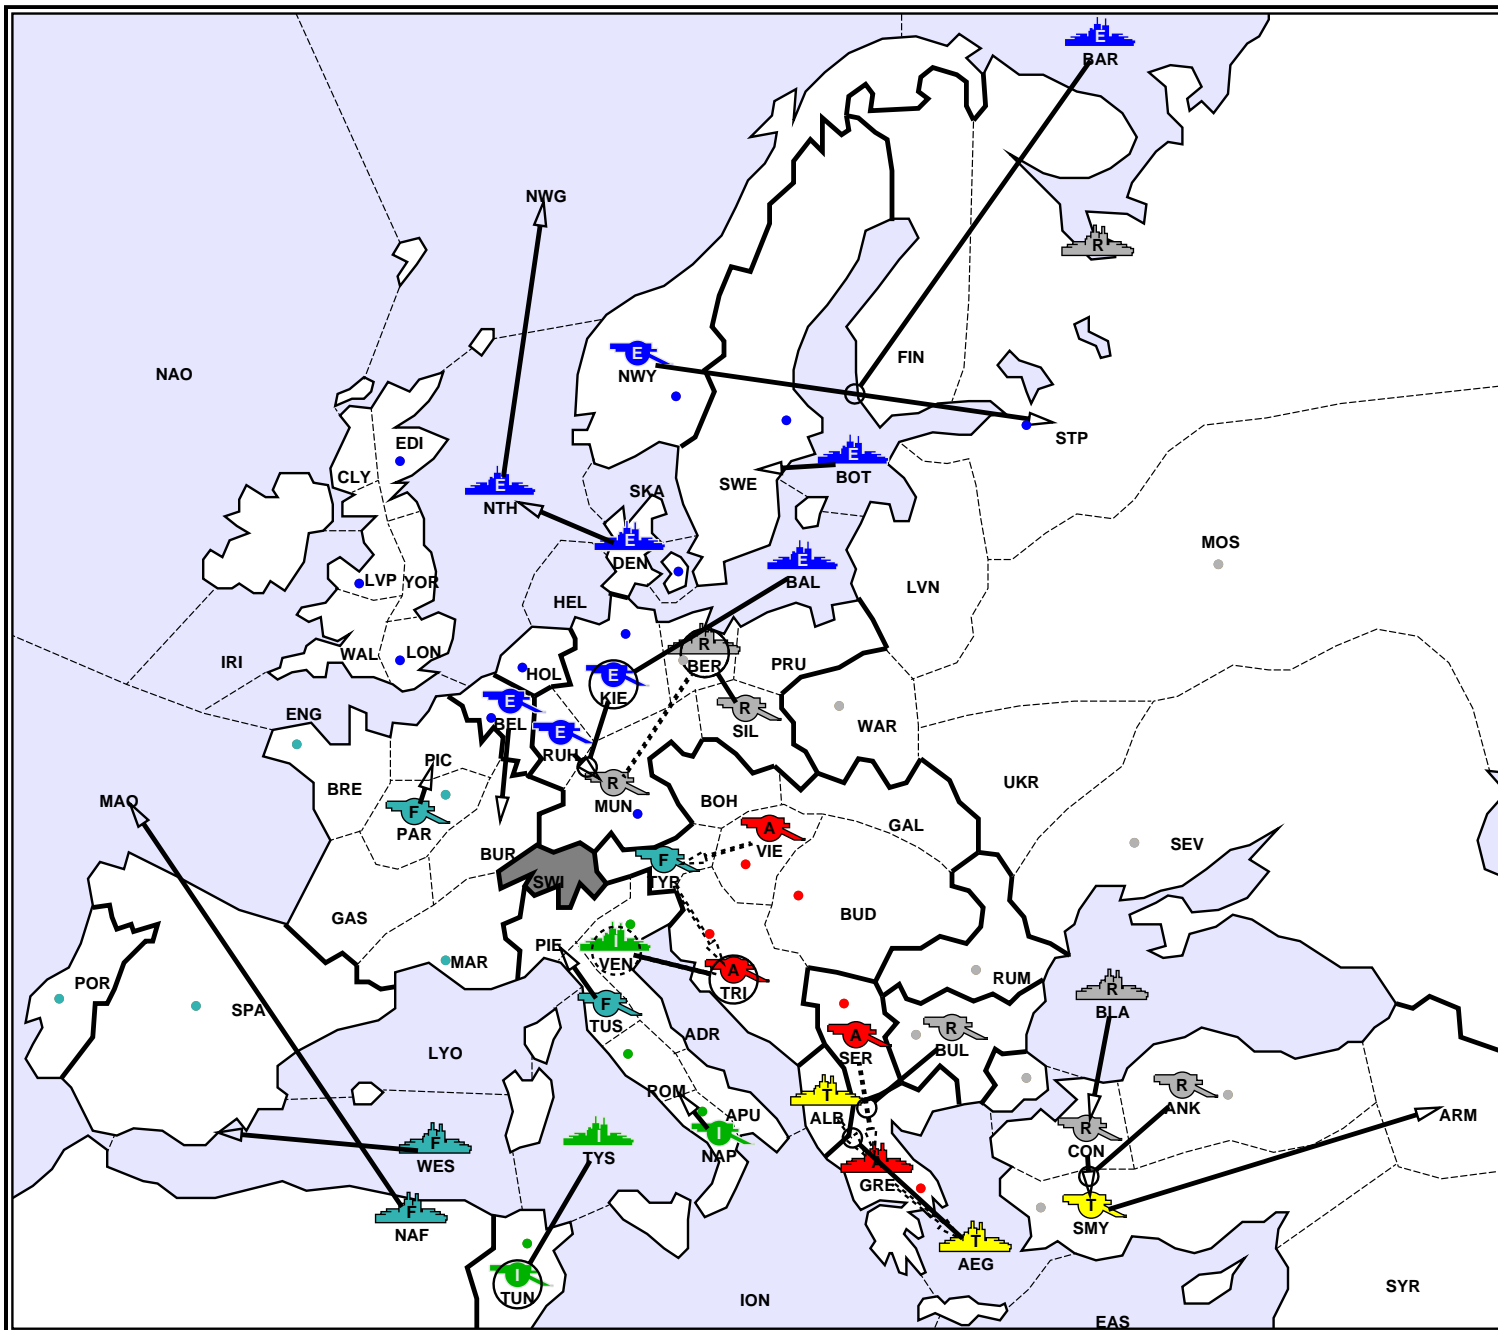 E
BAR
NWG
R
E
NWY
FIN
NAO
STP
EDI
CLY
E
BOT
SWE
SKA
E
NTH
E
DEN
E
BAL
MOS
LVP
YOR
LVN
HEL
IRI
WAL
LON
R
BER
PRU
HOL
E
KIE
E
BEL
R
SIL
WAR
ENG
E
RUH
PIC
BRE
UKR
R
MUN
BOH
MAO
F
PAR
A
VIE
GAL
SEV
BUR
F
TYR
SWI
GAS
BUD
PIE
I
VEN
MAR
A
TRI
RUM
POR
SPA
F
TUS
R
BLA
LYO
ADR
A
SER
R
BUL
ROM
T
ALB
APU
R
ANK
ARM
F
WES
I
TYS
I
NAP
R
CON
A
GRE
F
NAF
T
SMY
T
AEG
I
TUN
ION
SYR
EAS